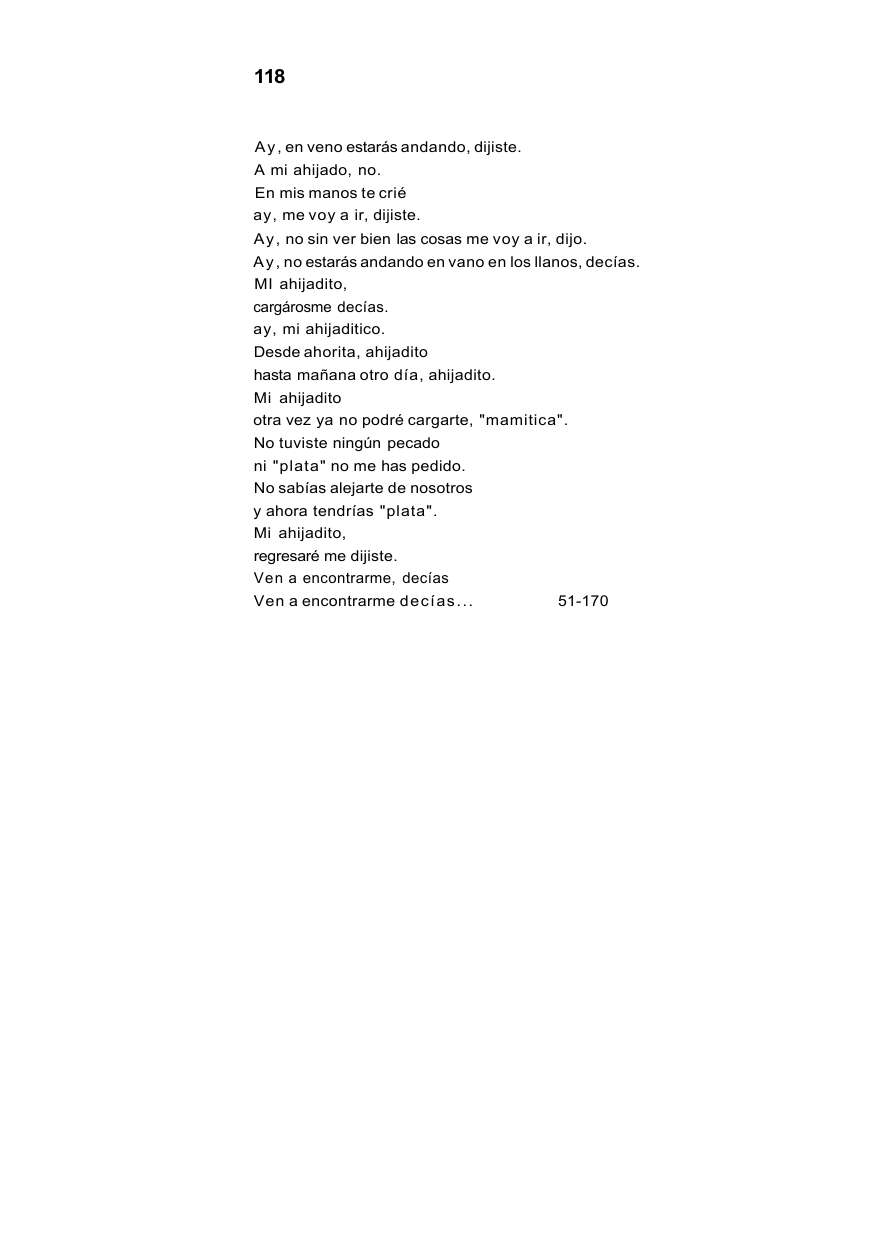 118
Ay, en veno estarás andando, dijiste.
A mi ahijado, no.
En mis manos te crié
ay, me voy a ir, dijiste.
Ay, no sin ver bien las cosas me voy a ir, dijo.
Ay, no estarás andando en vano en los llanos, decías.
MI ahijadito,
cargárosme decías.
ay, mi ahijaditico.
Desde ahorita, ahijadito
hasta mañana otro día, ahijadito.
Mi ahijadito
otra vez ya no podré cargarte, "mamitica".
No tuviste ningún pecado
ni "plata" no me has pedido.
No sabías alejarte de nosotros
y ahora tendrías "plata".
Mi ahijadito,
regresaré me dijiste.
Ven a encontrarme, decías
Ven a encontrarme decías... 51-170